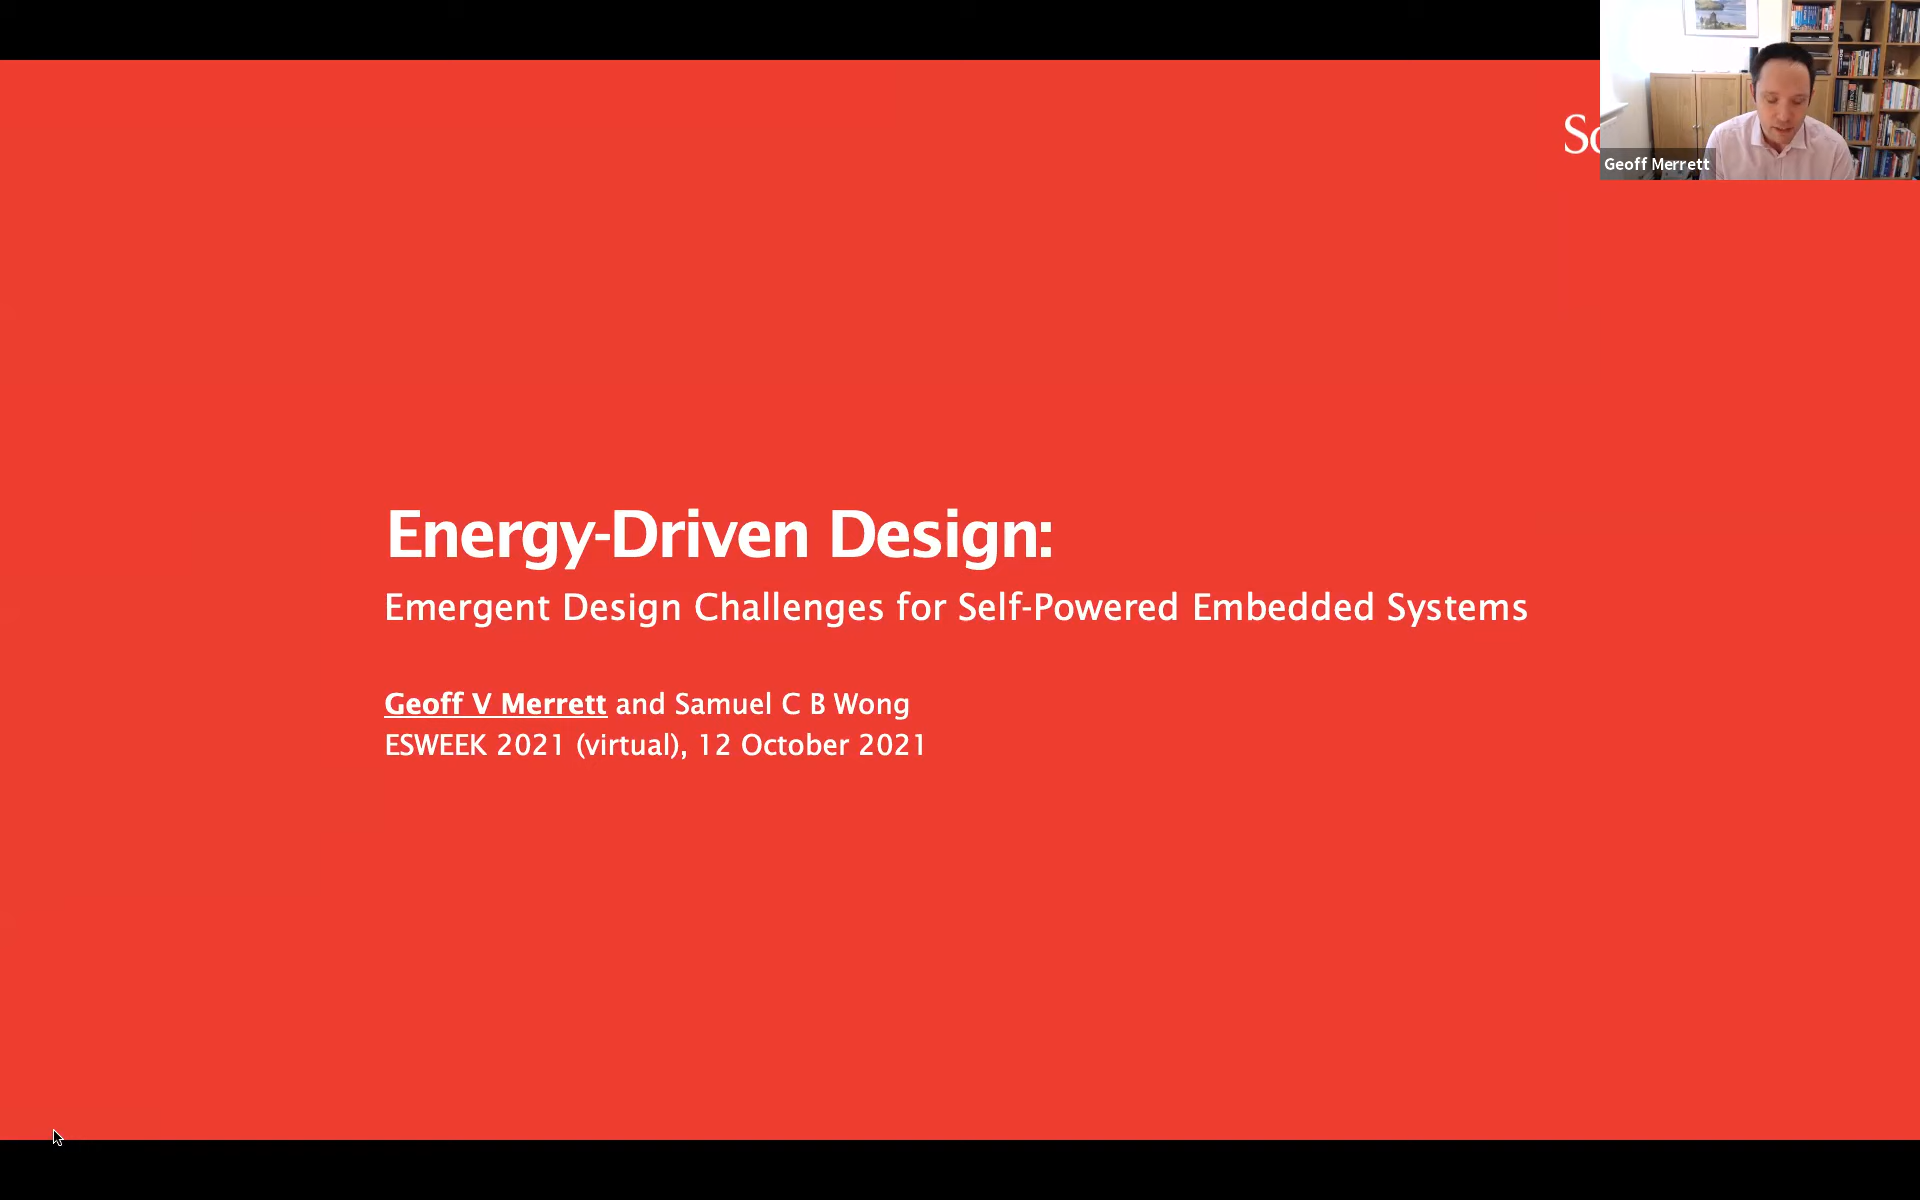 Geoff Merrett
Energy-Driven Design:
Emergent Design Challenges for Self-Powered Embedded Systems
Geoff V Merrett and Samuel C B Wong
ESWEEK 2021 (virtual), 12 October 2021